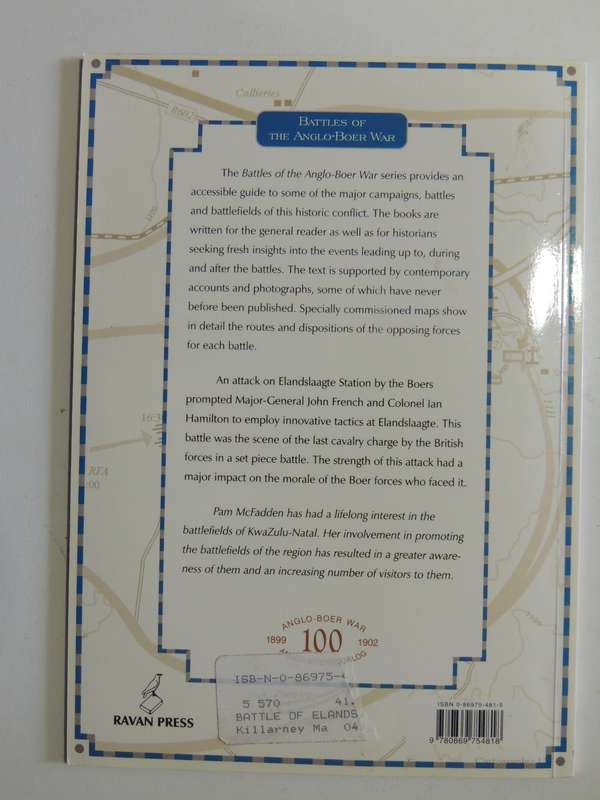 Collieries
R602
BATTLES OF
THE ANGLO-BOER WAR
The Battles of the Anglo-Boer War series provides an
accessible guide to some of the major campaigns, battles
and battlefields of this historic conflict. The books are
written for the general reader as well as for historians
seeking fresh insights into the events leading up to, during
and after the battles. The text is supported by contemporary
accounts and photographs, some of which have never
before been published. Specially commissioned maps show
in detail the routes and dispositions of the opposing forces
for each battle.
An attack on Elandslaagte Station by the Boers
prompted Major-General John French and Colonel Ian
Hamilton to employ innovative tactics at Elandslaagte. This
battle was the scene of the last cavalry charge by the British
forces in a set piece battle. The strength of this attack had a
major impact on the morale of the Boer forces who faced it.
16:3
RFA
:00
Pam McFadden has had a lifelong interest in the
battlefields of KwaZulu-Natal. Her involvement in promoting
the battlefields of the region has resulted in a greater aware-
ness of them and an increasing number of visitors to them.
ANGLO-BOER WAR
1899 100 1902
ISB-N-0-86975-4
5 570 41.
BATTLE OF ELANDS
Killarney Ma 04
RAVAN PRESS
ISBN 0-86975-481-8
9 780869 754818